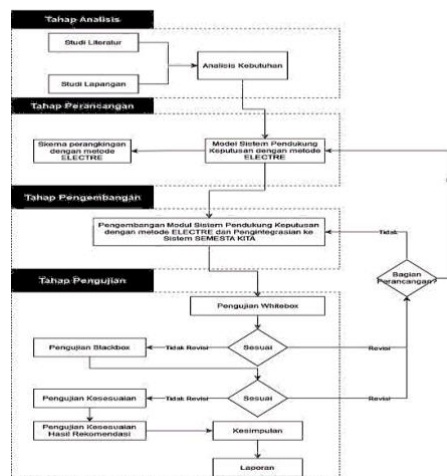 Tahap Analisis
Studi Literatur
Analisis Kebutuhan
Studi Lapangan
Tahap Perancangan
Skema perangkingan
dengan metode
ELECTRE
Model Sistem Pendukung
Keputusan dengan metode
ELECTRE
Tahap Pengembangan
Pengembangan Modul Sistem Pendukung Keputusan
dengan metode ELECTRE dan Pengintegrasian ke
Sistem SEMESTA KITA
Tidak
Bagian
Perancangan?
Tahap Pengujian
Pengujian Whitebox
Pengujian Blackbox
Tidak Revisi
Sesuai
Revisi
Pengujian Kesesuaian
Tidak Revisi
Sesuai
Revisi
Pengujian Kesesuaian
Hasil Rekomendasi
Kesimpulan
Laporan